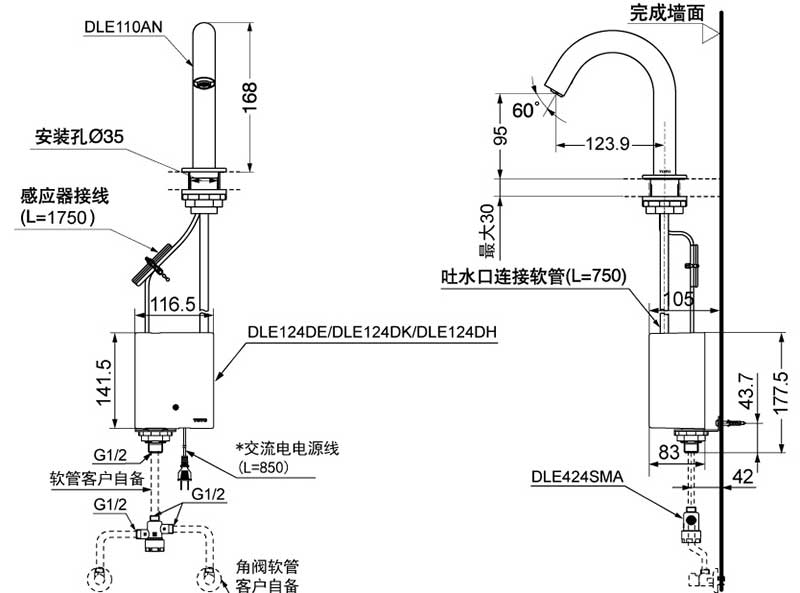 DLE110AN
168
安装孔Ø35
感应器接线
(L=1750)
116.5
DLE124DE/DLE124DK/DLE124DH
141.5
TOTO
G1/2
*交流电电源线
(L=850)
软管客户自备
G1/2
G1/2
角阀软管
客户自备
完成墙面
60°
95
123.9
TOTO
最大30
吐水口连接软管(L=750)
105
43.7
177.5
83
42
DLE424SMA